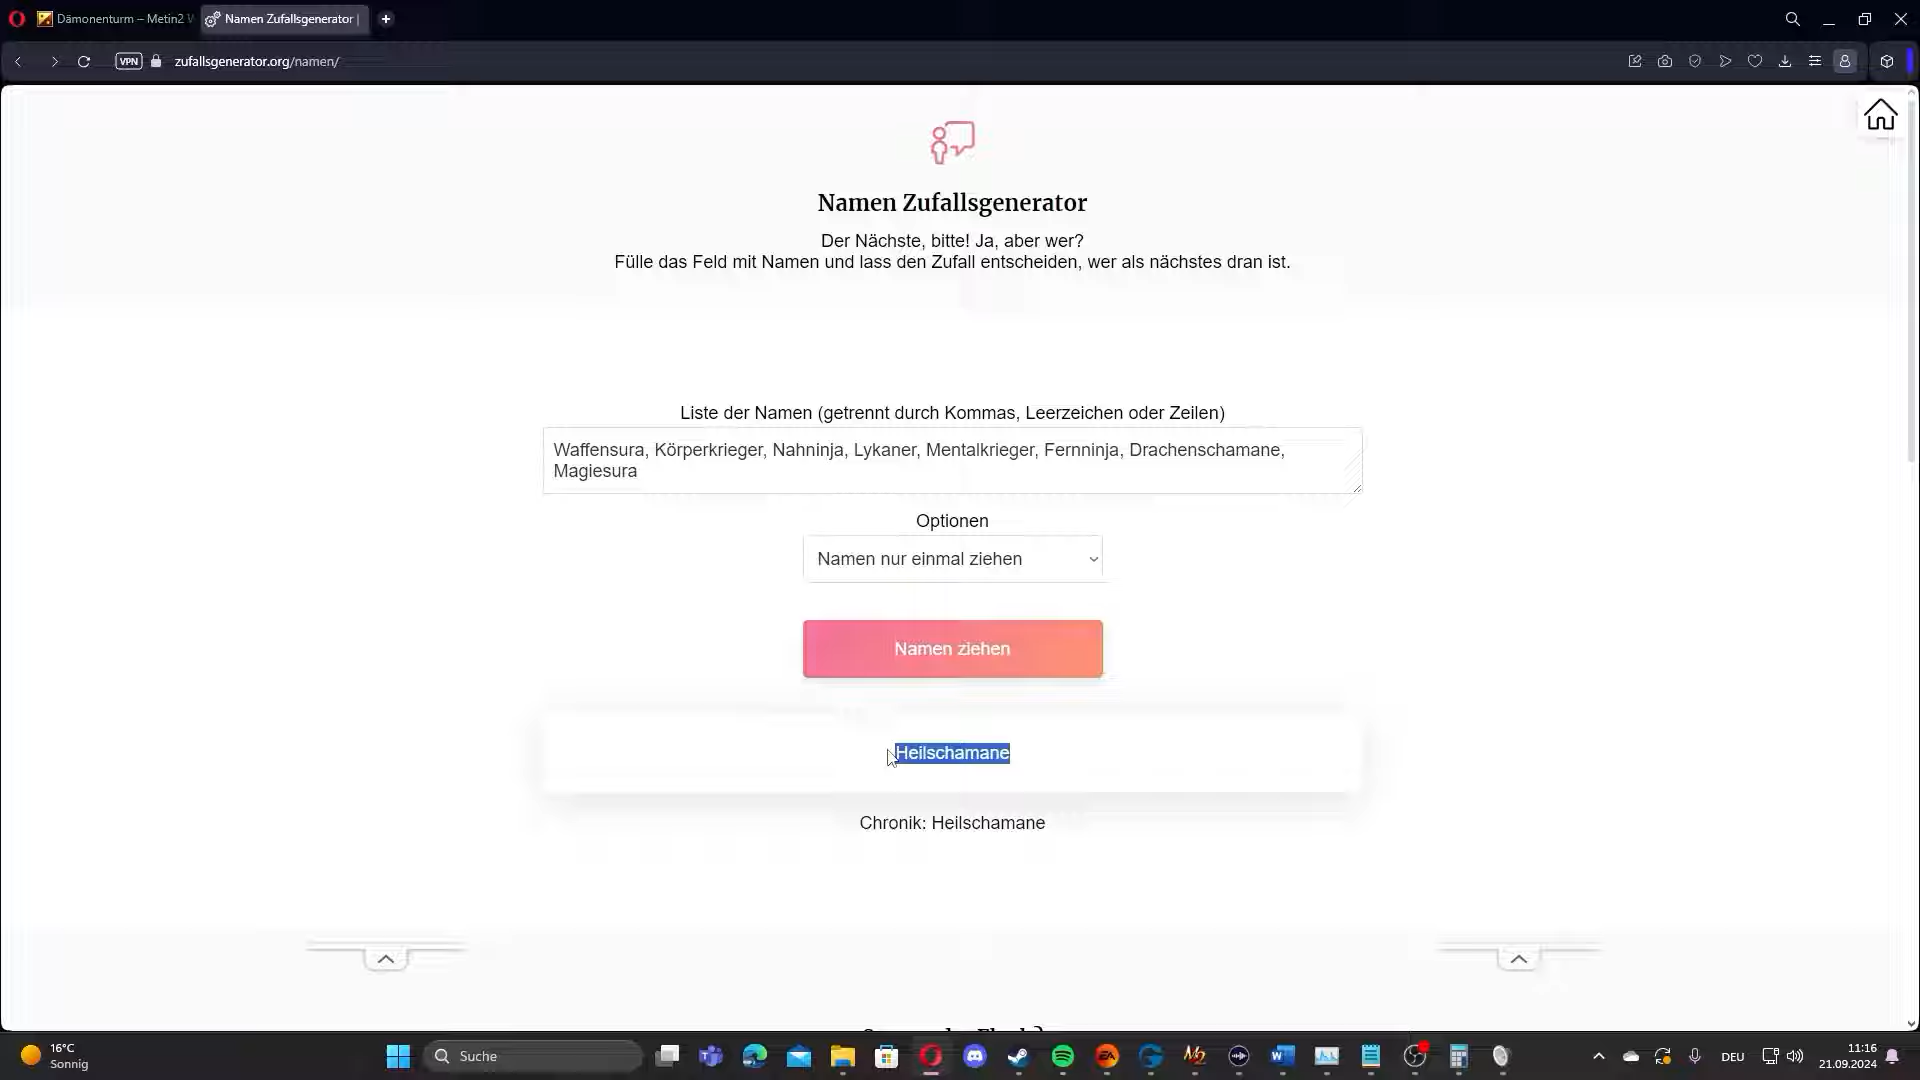 Dämonenturm – Metin2 W
Namen Zufallsgenerator |
VPN
zufallsgenerator.org/namen/
Namen Zufallsgenerator
Der Nächste, bitte! Ja, aber wer?
Fülle das Feld mit Namen und lass den Zufall entscheiden, wer als nächstes dran ist.
Liste der Namen (getrennt durch Kommas, Leerzeichen oder Zeilen)
Waffensura, Körperkrieger, Nahninja, Lykaner, Mentalkrieger, Fernninja, Drachenschamane,
Magiesura
Optionen
Namen nur einmal ziehen
Namen ziehen
Heilschamane
Chronik: Heilschamane
16°C
Sonnig
Suche
EA
M2
DEU
11:16
21.09.2024